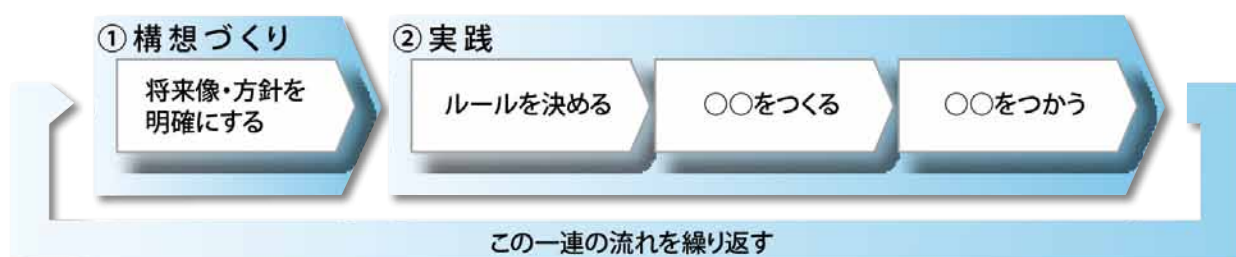 ①構想づくり
将来像・方針を
明確にする
②実践
ルールを決める
○○をつくる
○○をつかう
この一連の流れを繰り返す